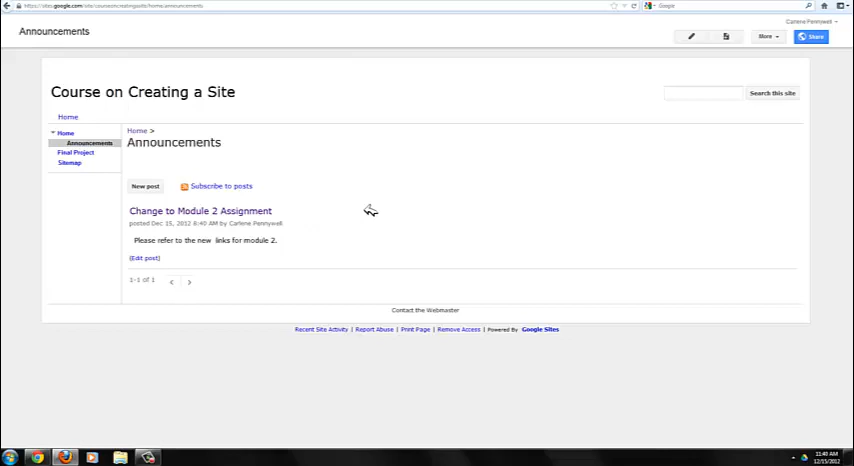 https://sites.google.com/site/courseoncreatingasite/home/announcements
Google
Carlene Pennywell
Announcements
More
Share
Course on Creating a Site
Search this site
Home
Home
Announcements
Final Project
Sitemap
Home >
Announcements
New post
Subscribe to posts
Change to Module 2 Assignment
posted Dec 15, 2012 8:40 AM by Carlene Pennywell
Please refer to the new links for module 2.
[Edit post]
1-1 of 1
Contact the Webmaster
Recent Site Activity | Report Abuse | Print Page | Remove Access | Powered By Google Sites
11:40 AM
12/15/2012